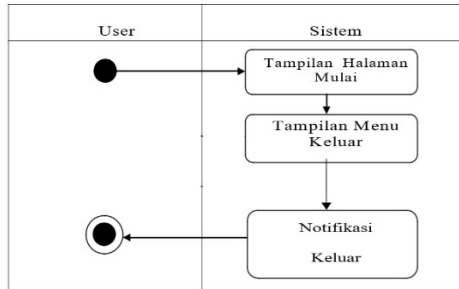 User
Sistem
Tampilan Halaman
Mulai
Tampilan Menu
Keluar
Notifikasi
Keluar